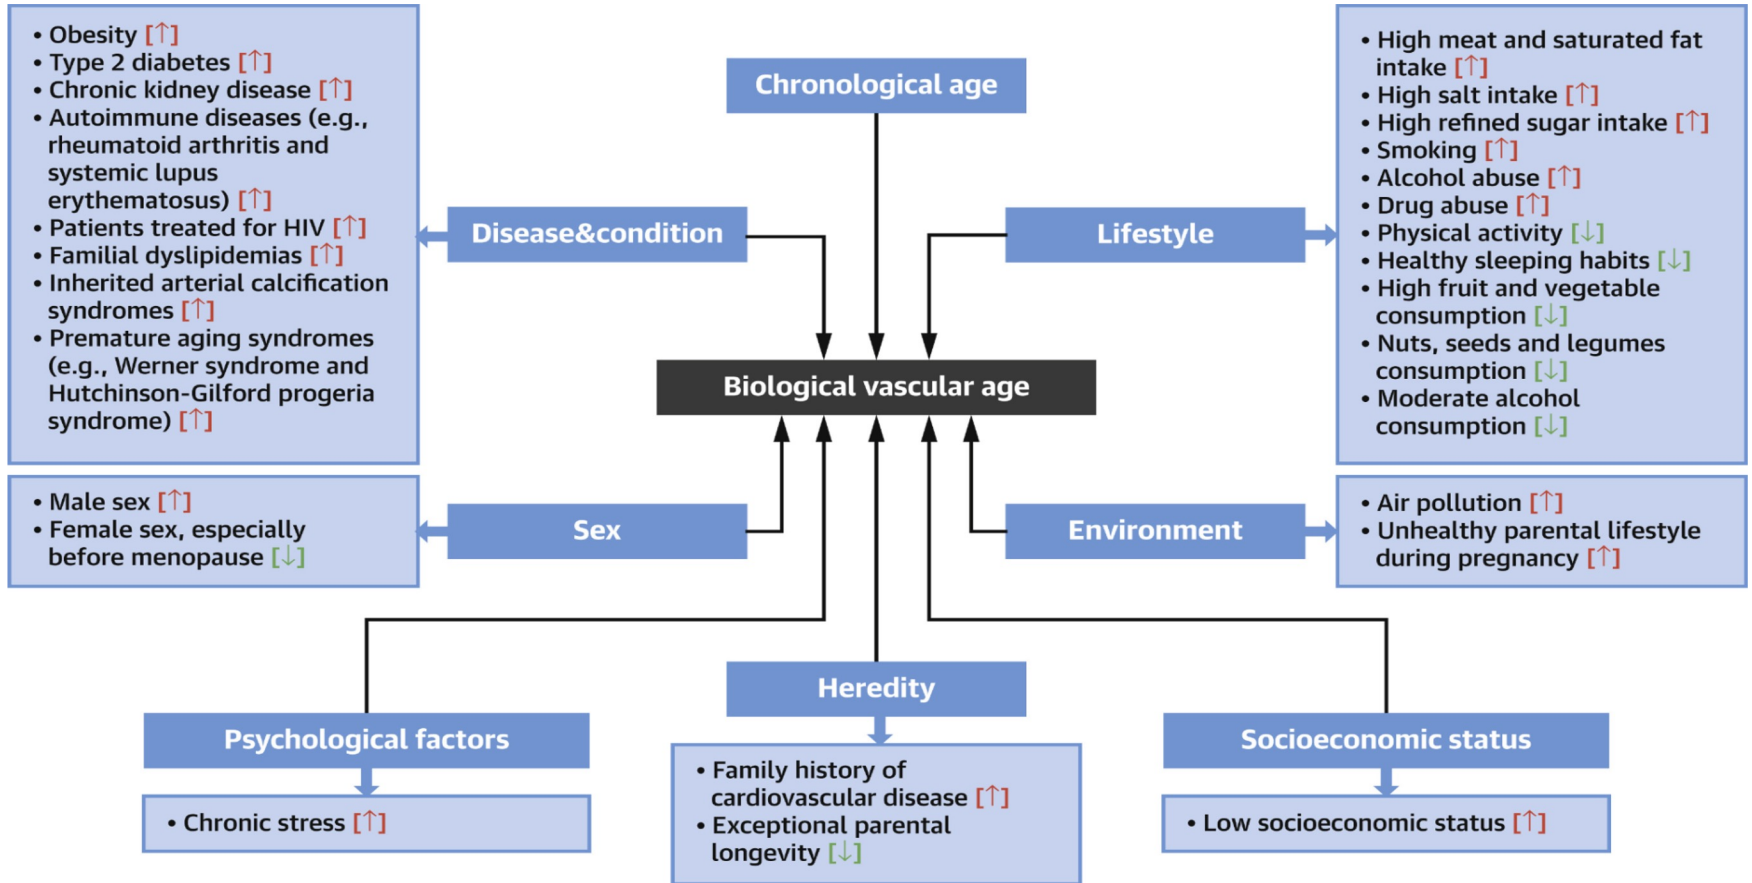 • Obesity [↑]
• Type 2 diabetes [↑]
• Chronic kidney disease [↑]
• Autoimmune diseases (e.g.,
rheumatoid arthritis and
systemic lupus
erythematosus) [↑]
• Patients treated for HIV [↑]
• Familial dyslipidemias [↑]
• Inherited arterial calcification
syndromes [↑]
• Premature aging syndromes
(e.g., Werner syndrome and
Hutchinson-Gilford progeria
syndrome) [↑]
Chronological age
• High meat and saturated fat
intake [↑]
• High salt intake [↑]
• High refined sugar intake [↑]
• Smoking [↑]
• Alcohol abuse [↑]
• Drug abuse [↑]
• Physical activity [↓]
• Healthy sleeping habits [↓]
• High fruit and vegetable
consumption [↓]
• Nuts, seeds and legumes
consumption [↓]
• Moderate alcohol
consumption [↓]
Disease&condition
Lifestyle
Biological vascular age
• Male sex [↑]
• Female sex, especially
before menopause [↓]
Sex
Environment
• Air pollution [↑]
• Unhealthy parental lifestyle
during pregnancy [↑]
Psychological factors
• Chronic stress [↑]
Heredity
• Family history of
cardiovascular disease [↑]
• Exceptional parental
longevity [↓]
Socioeconomic status
• Low socioeconomic status [↑]